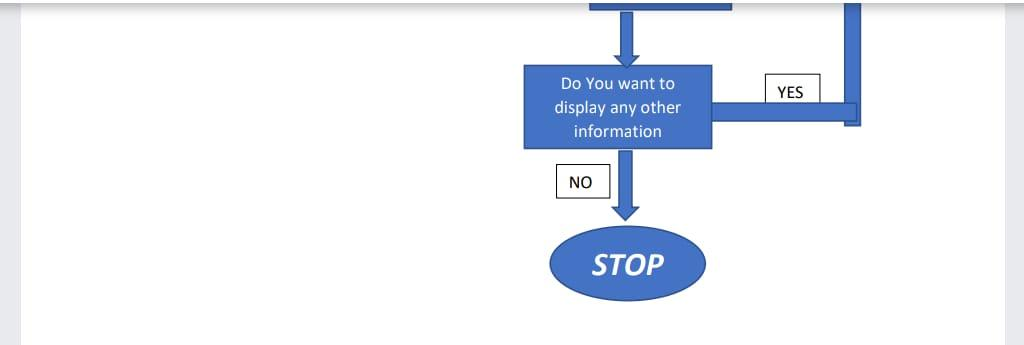 Do You want to
display any other
information
YES
NO
STOP